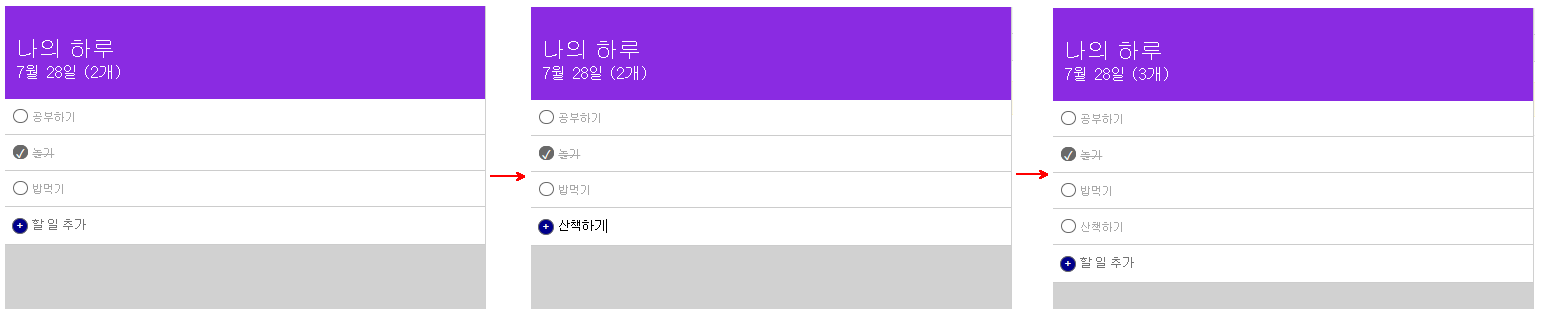 나의 하루
7월 28일 (2개)
공부하기
놀기
밥먹기
할 일 추가
나의 하루
7월 28일 (2개)
공부하기
놀기
밥먹기
산책하기
나의 하루
7월 28일 (3개)
공부하기
놀기
밥먹기
산책하기
할 일 추가